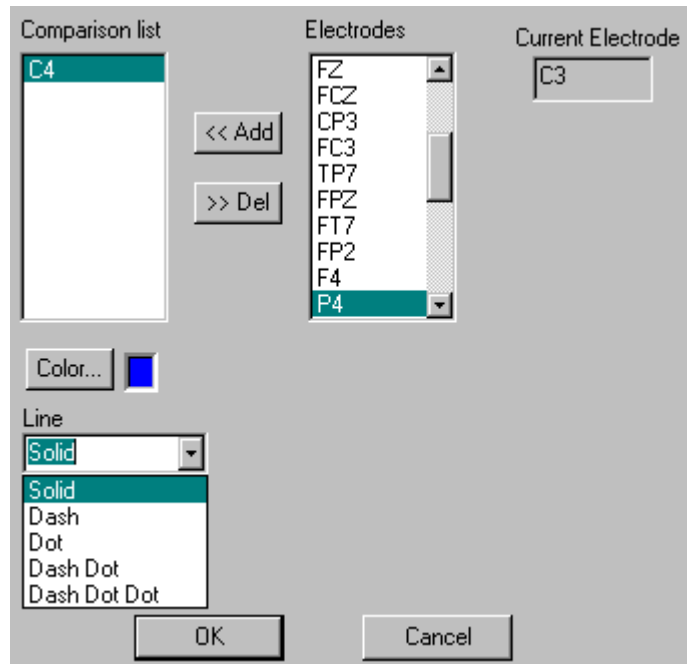 Comparison list
C4
<< Add
>> Del
Electrodes
FZ
FCZ
CP3
FC3
TP7
FPZ
FT7
FP2
F4
P4
Current Electrode
C3
Color...
Line
Solid
Solid
Dash
Dot
Dash Dot
Dash Dot Dot
OK
Cancel